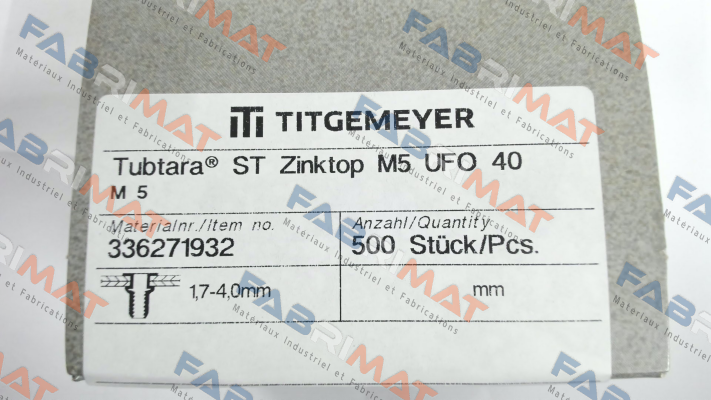 TITGEMEYER
Tubtara® ST Zinktop M5 UFO 40
M 5
Materialnr./Item no.
336271932
Anzahl/Quantity
500 Stück/Pcs.
1,7-4,0mm
mm
FABRIMAT
Materiaux Industriel et Fabrications